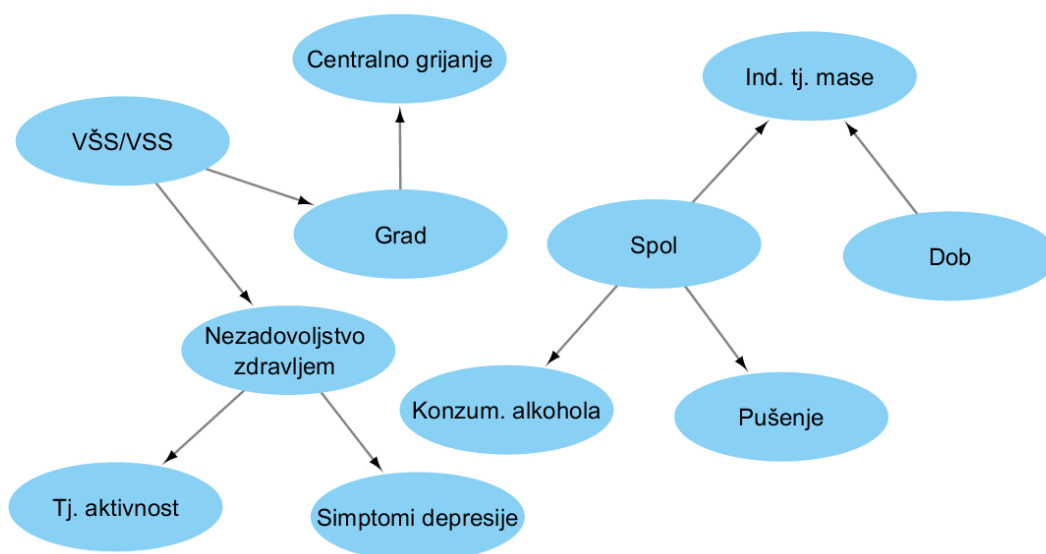 Centralno grijanje
Ind. tj. mase
VŠS/VSS
Grad
Spol
Dob
Nezadovoljstvo
zdravljem
Konzum. alkohola
Pušenje
Tj. aktivnost
Simptomi depresije